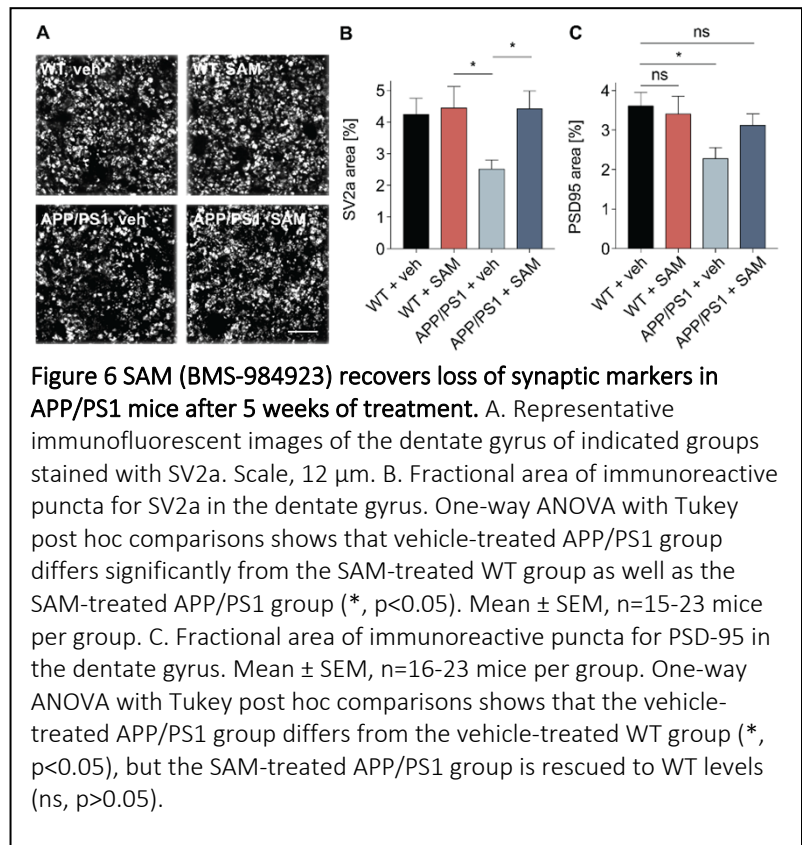 A
B
C
WT, veh
WT, SAM
APP/PS1, veh
APP/PS1, SAM
*
*
SV2a area [%]
5
4
3
2
1
0
WT + veh
WT + SAM
APP/PS1 + veh
APP/PS1 + SAM
ns
*
ns
PSD95 area [%]
4
2
0
WT + veh
WT + SAM
APP/PS1 + veh
APP/PS1 + SAM
Figure 6 SAM (BMS-984923) recovers loss of synaptic markers in
APP/PS1 mice after 5 weeks of treatment. A. Representative
immunofluorescent images of the dentate gyrus of indicated groups
stained with SV2a. Scale, 12 μm. B. Fractional area of immunoreactive
puncta for SV2a in the dentate gyrus. One-way ANOVA with Tukey
post hoc comparisons shows that vehicle-treated APP/PS1 group
differs significantly from the SAM-treated WT group as well as the
SAM-treated APP/PS1 group (*, p<0.05). Mean ± SEM, n=15-23 mice
per group. C. Fractional area of immunoreactive puncta for PSD-95 in
the dentate gyrus. Mean ± SEM, n=16-23 mice per group. One-way
ANOVA with Tukey post hoc comparisons shows that the vehicle-
treated APP/PS1 group differs from the vehicle-treated WT group (*,
p<0.05), but the SAM-treated APP/PS1 group is rescued to WT levels
(ns, p>0.05).